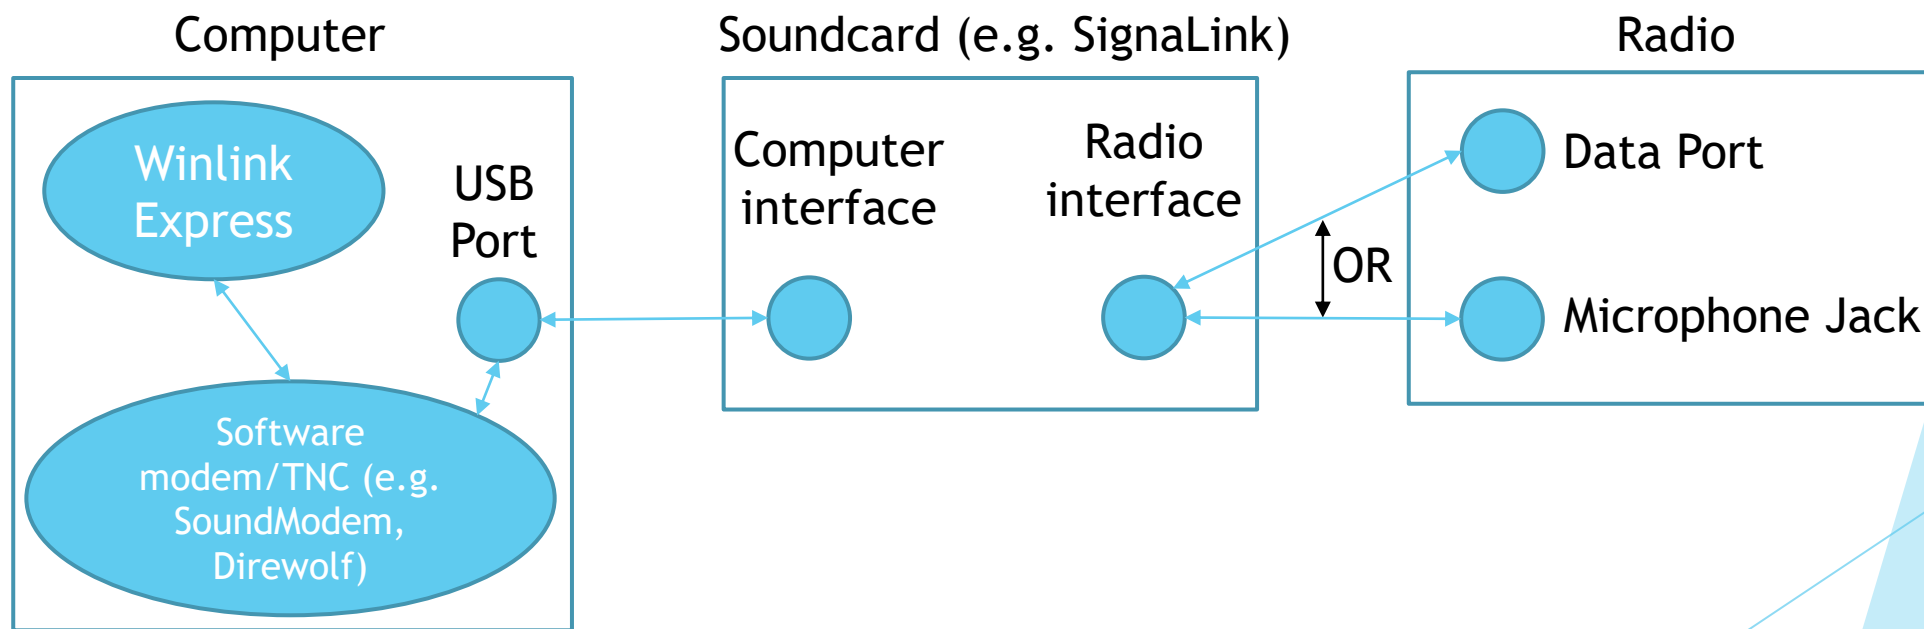 Computer
Soundcard (e.g. SignaLink)
Radio
Winlink
Express
USB
Port
Software
modem/TNC (e.g.
SoundModem,
Direwolf)
Computer
interface
Radio
interface
OR
Data Port
Microphone Jack